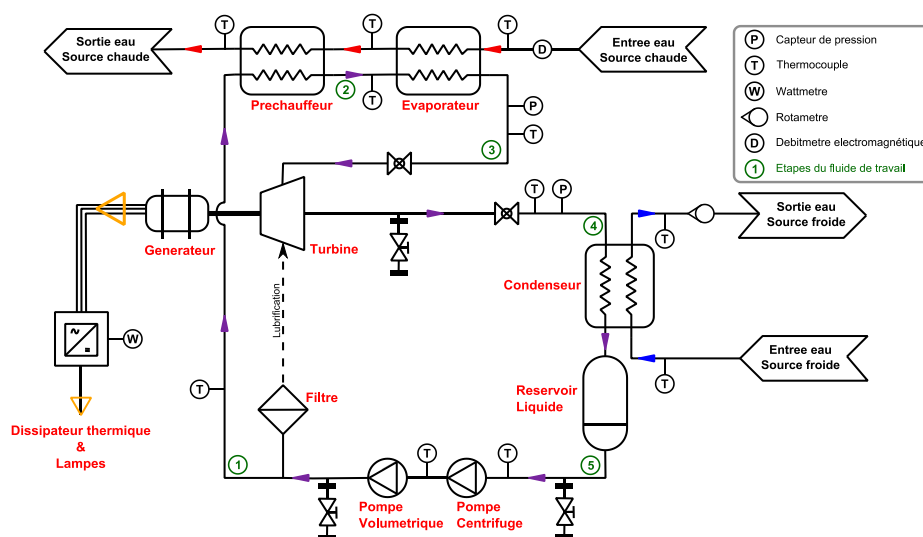 T
T
T
Sortie eau
Source chaude
D
Entree eau
Source chaude
2
T
Prechauffeur
Evaporateur
P
T
3
P
Capteur de pression
T
Thermocouple
W
Wattmetre
Rotametre
D
Debitmetre electromagnétique
1
Etapes du fluide de travail
T
P
4
Sortie eau
Source froide
T
Generateur
Turbine
Condenseur
Lubrification
W
Entree eau
Source froide
T
T
Filtre
Reservoir
Liquide
Dissipateur thermique
&
Lampes
1
T
T
5
Pompe
Volumetrique
Pompe
Centrifuge